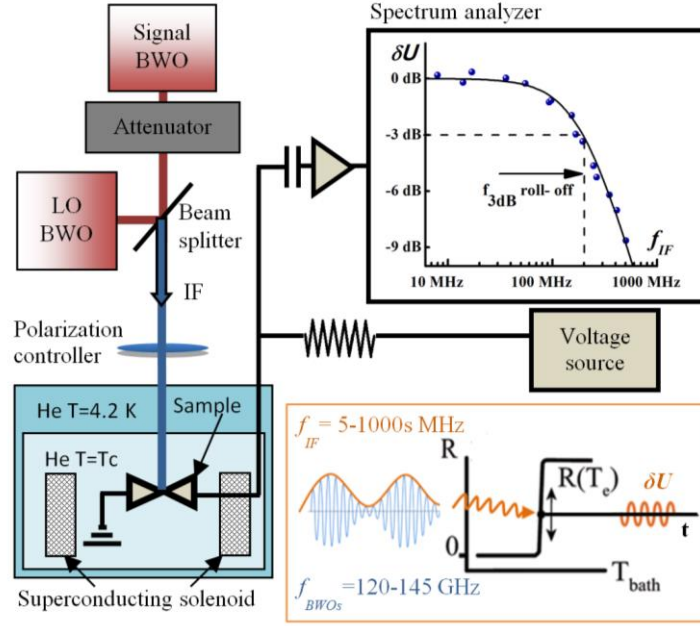 Spectrum analyzer
Signal
BWO
Attenuator
LO
BWO
Beam
splitter
IF
Polarization
controller
δU
0 dB
-3 dB
-6 dB
-9 dB
f3dB roll- off
fIF
10 MHz
100 MHz
1000 MHz
Voltage
source
He T=4.2 K
Sample
He T=Tc
Superconducting solenoid
fIF = 5-1000s MHz
R
R(Te)
δU
t
0
Tbath
fBWOs =120-145 GHz